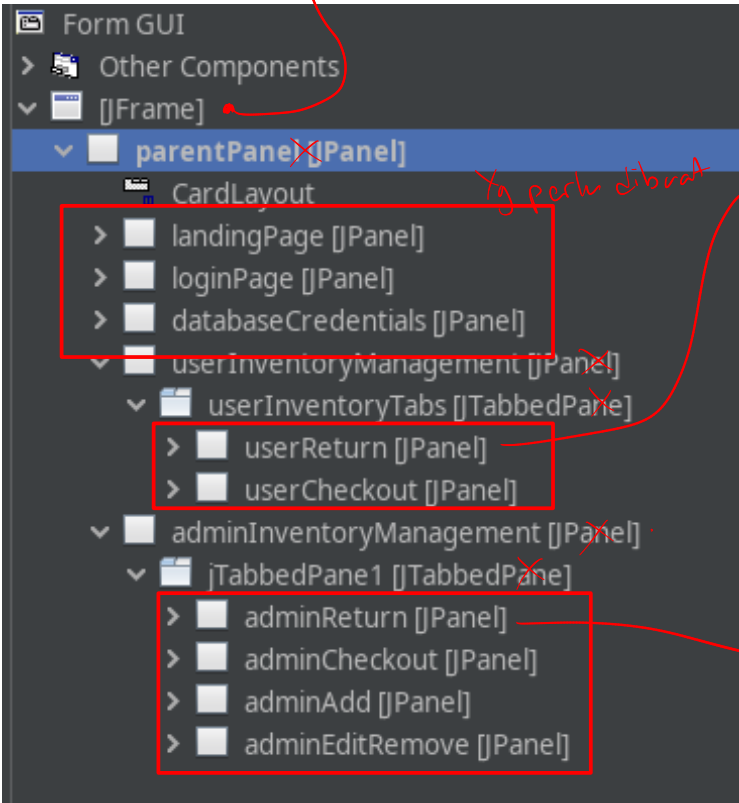 Form GUI
Other Components
[JFrame]
parentPanel [JPanel]
Yg perlu dibuat
CardLayout
landingPage [JPanel]
loginPage [JPanel]
databaseCredentials [JPanel]
userInventoryManagement [JPanel]
userInventoryTabs [JTabbedPane]
userReturn [JPanel]
userCheckout [JPanel]
adminInventoryManagement [JPanel]
jTabbedPane1 [JTabbedPane]
adminReturn [JPanel]
adminCheckout [JPanel]
adminAdd [JPanel]
adminEditRemove [JPanel]